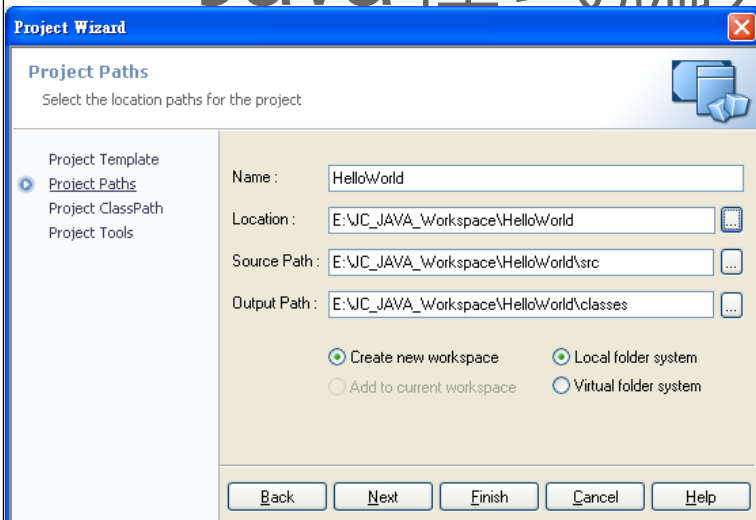 Java
Project Wizard
Project Paths
Select the location paths for the project
Project Template
Project Paths
Project ClassPath
Project Tools
Name :
HelloWorld
Location :
E:\JC_JAVA_Workspace\HelloWorld
...
Source Path :
E:\JC_JAVA_Workspace\HelloWorld\src
...
Output Path :
E:\JC_JAVA_Workspace\HelloWorld\classes
...
Create new workspace
Local folder system
Add to current workspace
Virtual folder system
Back
Next
Finish
Cancel
Help